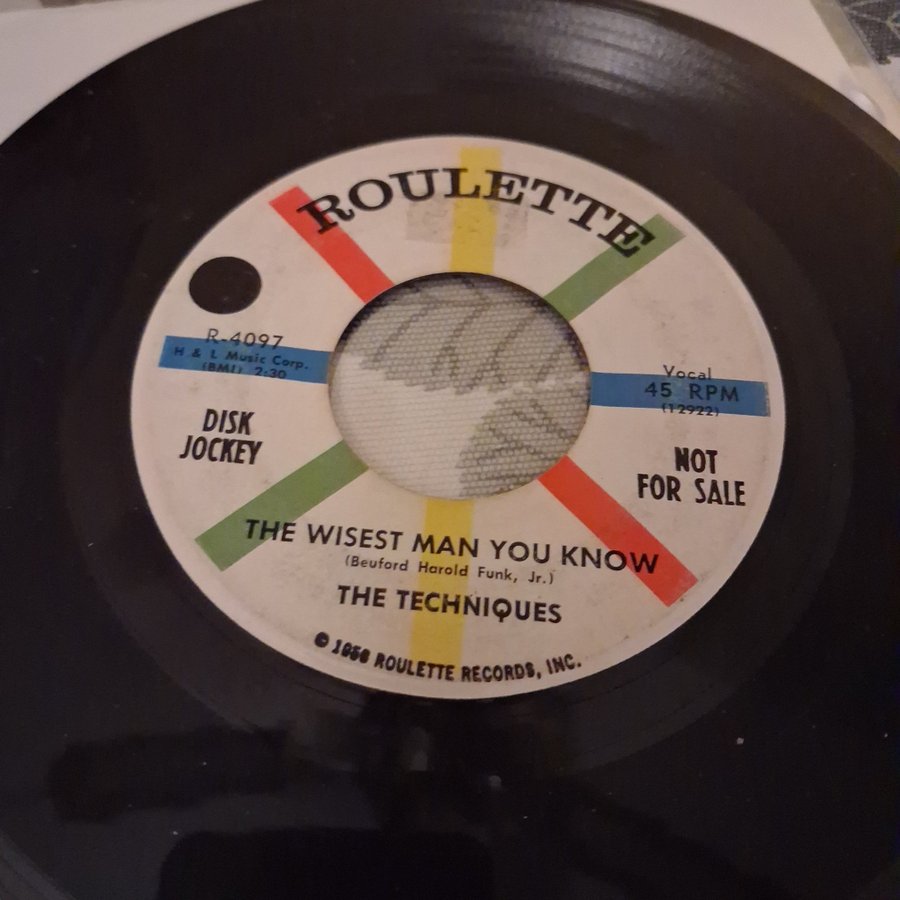 ROULETTE
R-4097
H & L Music Corp.
(BMI) 2:30
Vocal
45 RPM
(12922)
DISK
JOCKEY
NOT
FOR SALE
THE WISEST MAN YOU KNOW
(Beuford Harold Funk, Jr.)
THE TECHNIQUES
© 1958 ROULETTE RECORDS, INC.